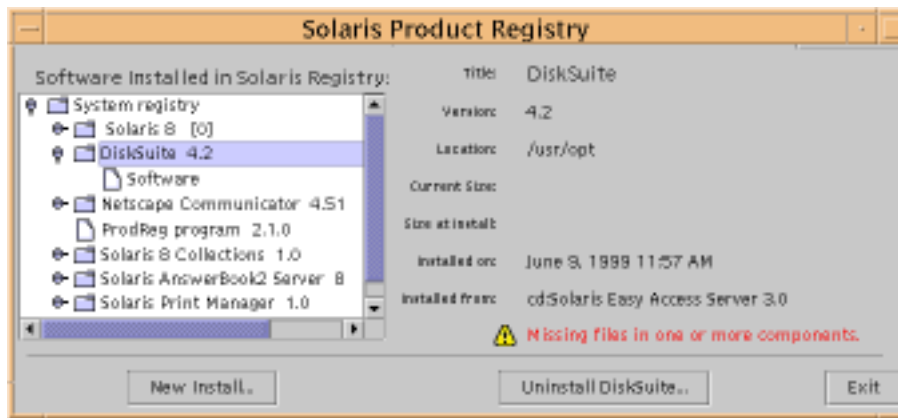 Solaris Product Registry
Software Installed in Solaris Registry:
System registry
Solaris 8 [0]
DiskSuite 4.2
Software
Netscape Communicator 4.51
ProdReg program 2.1.0
Solaris 8 Collections 1.0
Solaris AnswerBook2 Server 8
Solaris Print Manager 1.0
Title: DiskSuite
Version: 4.2
Location: /usr/opt
Current Size:
Size at install:
Installed on: June 9, 1999 11:57 AM
Installed from: cd:Solaris Easy Access Server 3.0
Missing files in one or more components.
New Install..
Uninstall DiskSuite..
Exit